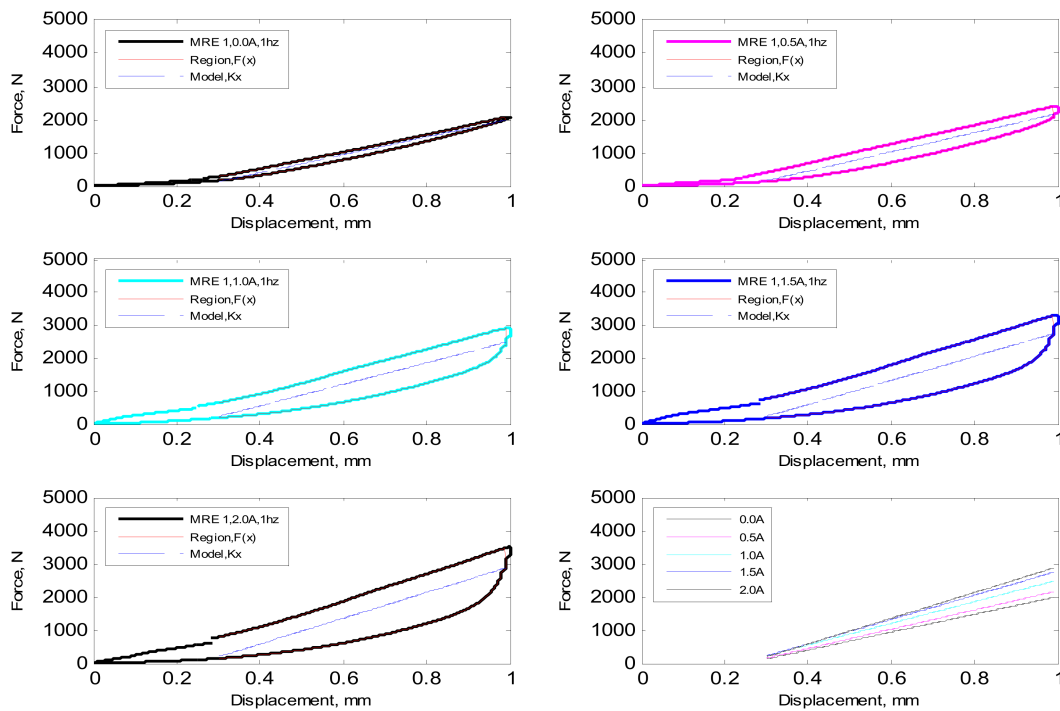 5000
4000
3000
2000
1000
0
Force, N
MRE 1,0.0A,1hz
Region,F(x)
Model,Kx
0 0.2 0.4 0.6 0.8 1
Displacement, mm
5000
4000
3000
2000
1000
0
Force, N
MRE 1,0.5A,1hz
Region,F(x)
Model,Kx
0 0.2 0.4 0.6 0.8 1
Displacement, mm
5000
4000
3000
2000
1000
0
Force, N
MRE 1,1.0A,1hz
Region,F(x)
Model,Kx
0 0.2 0.4 0.6 0.8 1
Displacement, mm
5000
4000
3000
2000
1000
0
Force, N
MRE 1,1.5A,1hz
Region,F(x)
Model,Kx
0 0.2 0.4 0.6 0.8 1
Displacement, mm
5000
4000
3000
2000
1000
0
Force, N
MRE 1,2.0A,1hz
Region,F(x)
Model,Kx
0 0.2 0.4 0.6 0.8 1
Displacement, mm
5000
4000
3000
2000
1000
0
Force, N
0.0A
0.5A
1.0A
1.5A
2.0A
0 0.2 0.4 0.6 0.8 1
Displacement, mm